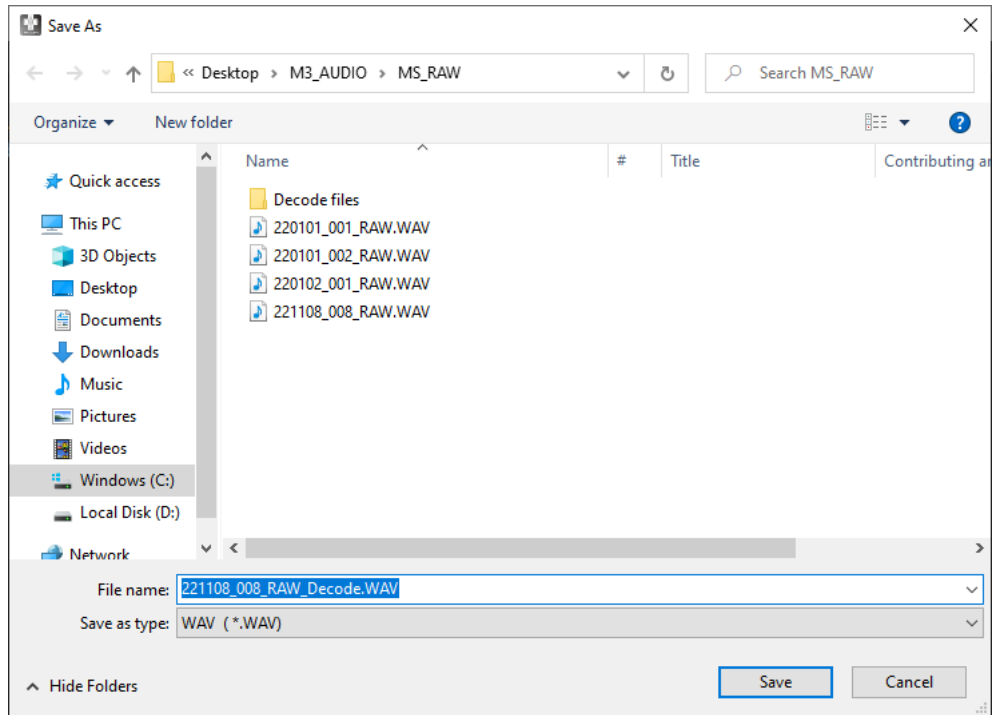 Save As
« Desktop › M3_AUDIO › MS_RAW
Search MS_RAW
Organize
New folder
?
Name
#
Title
Contributing ar
Quick access
This PC
3D Objects
Desktop
Documents
Downloads
Music
Pictures
Videos
Windows (C:)
Local Disk (D:)
Network
Decode files
220101_001_RAW.WAV
220101_002_RAW.WAV
220102_001_RAW.WAV
221108_008_RAW.WAV
File name: 221108_008_RAW_Decode.WAV
Save as type: WAV ( *.WAV)
Hide Folders
Save
Cancel